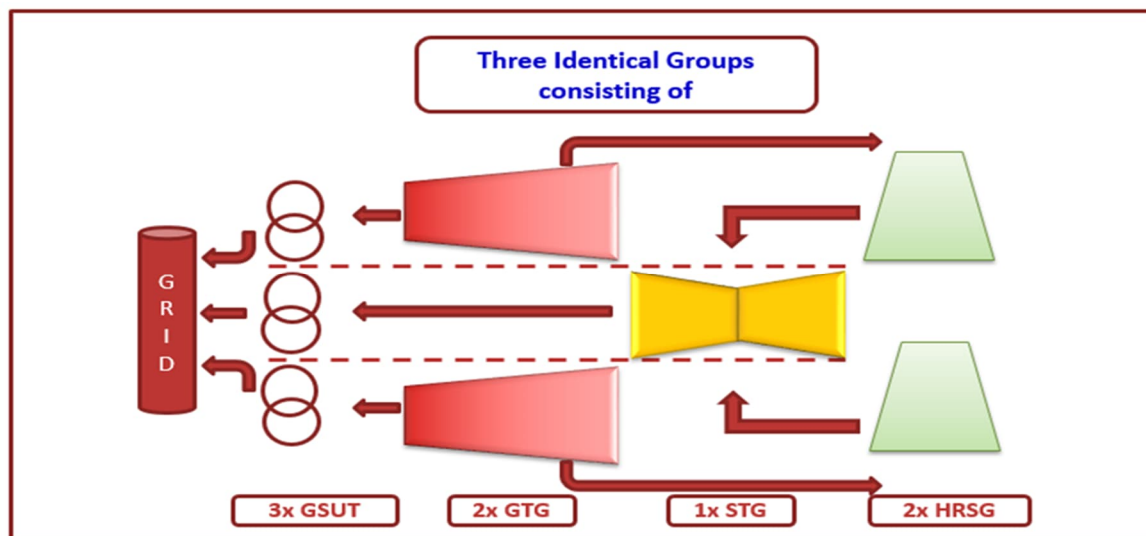 Three Identical Groups
consisting of
G
R
I
D
3x GSUT
2x GTG
1x STG
2x HRSG